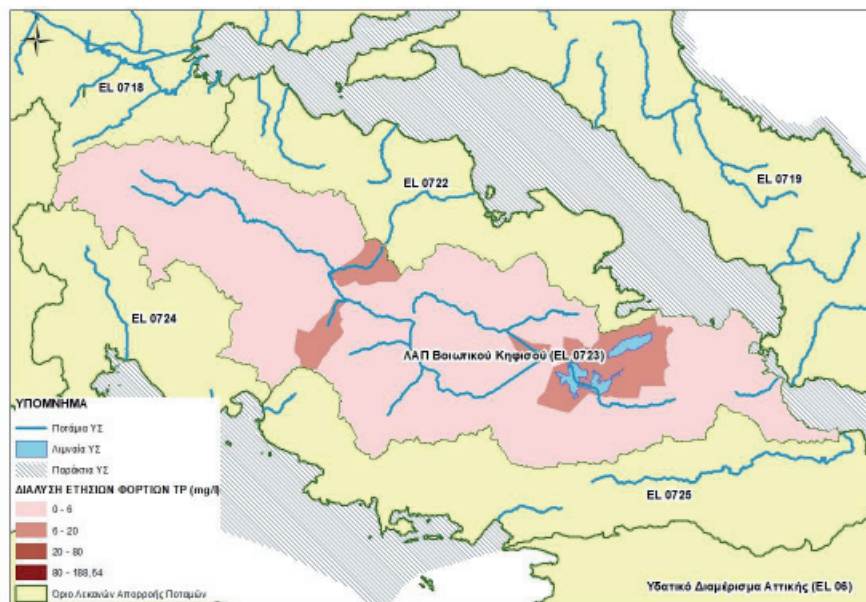 EL 0718
EL 0722
EL 0719
EL 0724
ΛΑΠ Βοιωτικού Κηφισού (EL 0723)
ΥΠΟΜΝΗΜΑ
Ποτάμια ΥΣ
Λιμναία ΥΣ
Παράκτια ΥΣ
ΔΙΑΛΥΣΗ ΕΤΗΣΙΩΝ ΦΟΡΤΙΩΝ TP (mg/l)
0 - 6
6 - 20
20 - 80
80 - 188,64
Όριο Λεκανών Απορροής Ποταμών
EL 0725
Υδατικό Διαμέρισμα Αττικής (EL 06)